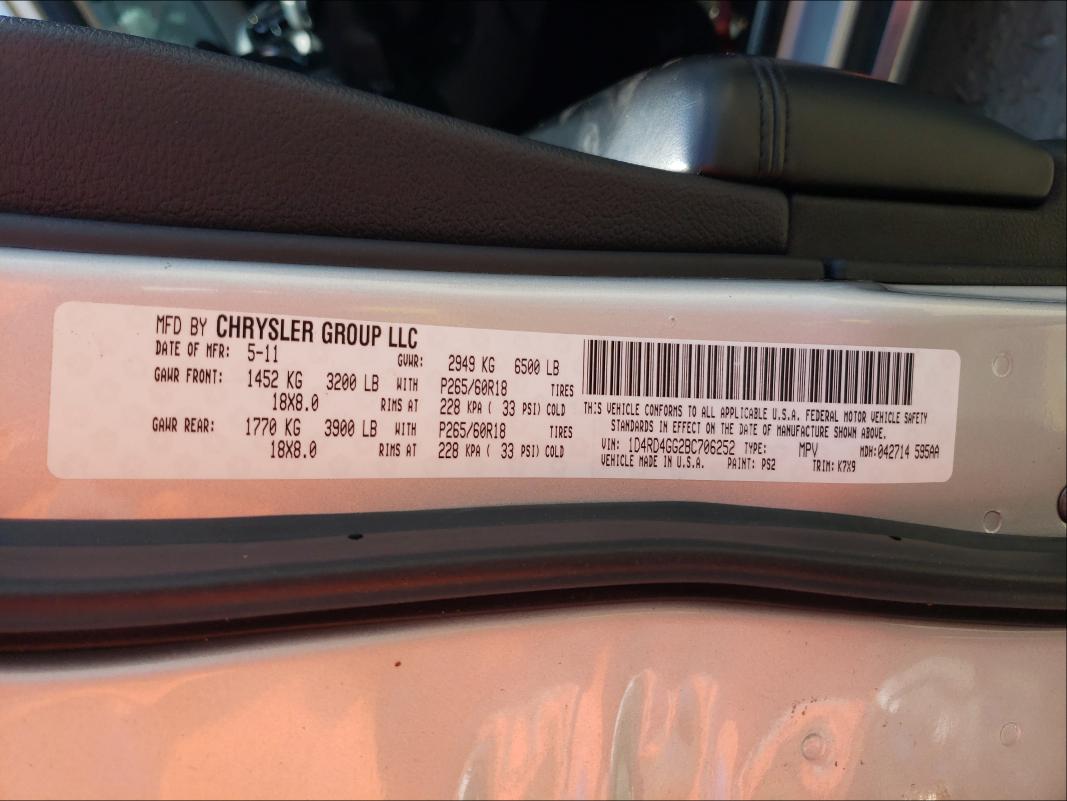 MFD BY CHRYSLER GROUP LLC
DATE OF MFR: 5-11 GVWR: 2949 KG 6500 LB
GAWR FRONT: 1452 KG 3200 LB WITH P265/60R18 TIRES
18X8.0 RIMS AT 228 KPA ( 33 PSI) COLD
GAWR REAR: 1770 KG 3900 LB WITH P265/60R18 TIRES
18X8.0 RIMS AT 228 KPA ( 33 PSI) COLD
THIS VEHICLE CONFORMS TO ALL APPLICABLE U.S.A. FEDERAL MOTOR VEHICLE SAFETY
STANDARDS IN EFFECT ON THE DATE OF MANUFACTURE SHOWN ABOVE.
VIN: 1D4RD4GG2BC706252 TYPE: MPV MDH:042714 595AA
VEHICLE MADE IN U.S.A. PAINT: PS2 TRIM: K7X9